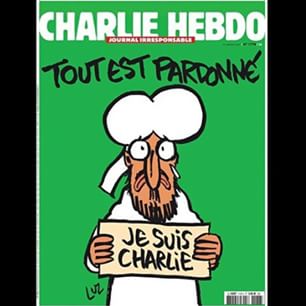 CHARLIE HEBDO
JOURNAL IRRESPONSABLE
TOUT EST PARDONNÉ
JE SUIS
CHARLIE
LUZ